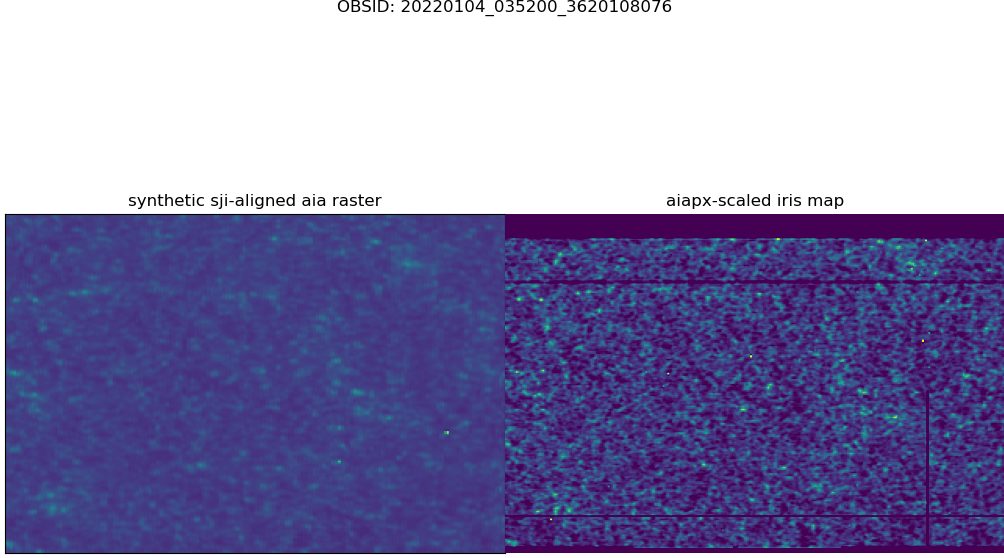 OBSID: 20220104_035200_3620108076
synthetic sji-aligned aia raster
aiapx-scaled iris map